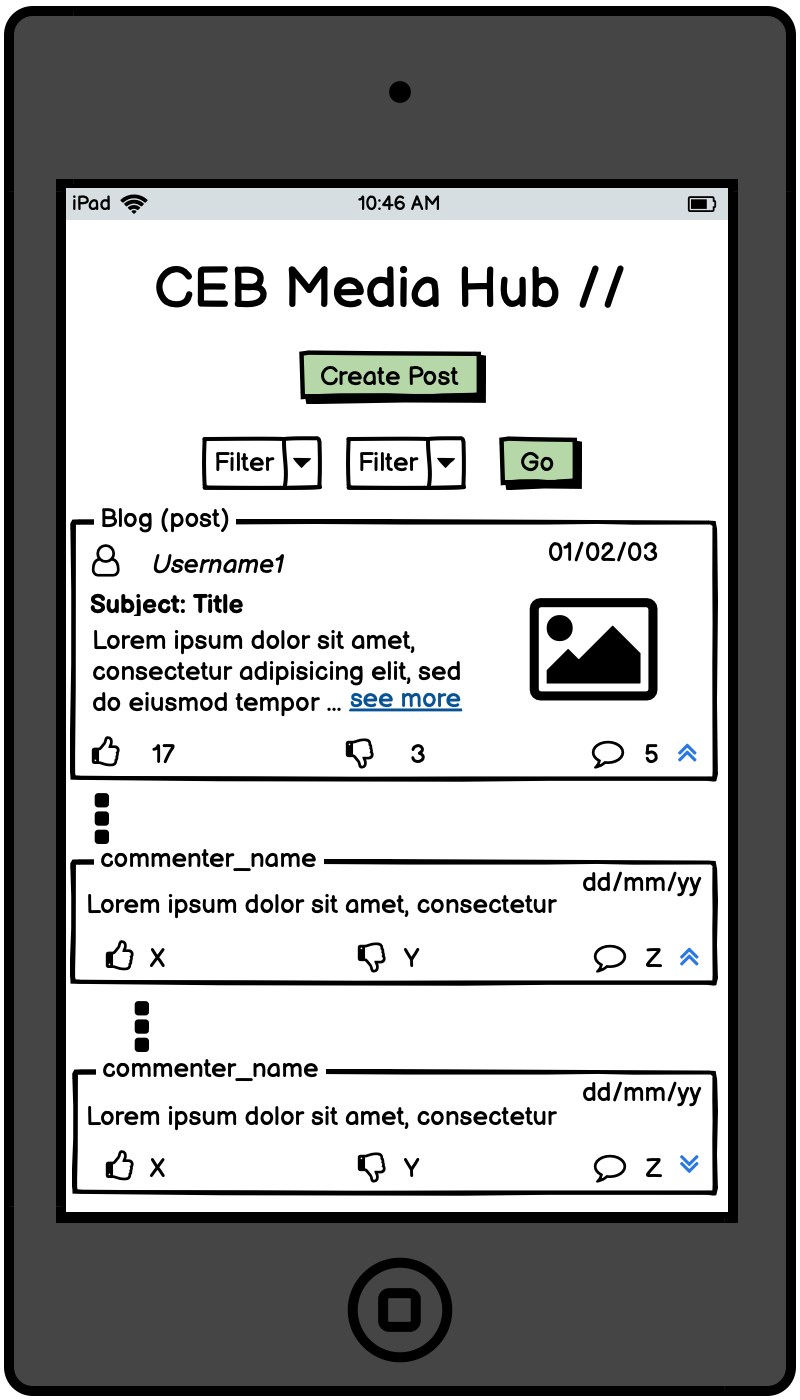 iPad 10:46 AM
CEB Media Hub //
Create Post
Filter Filter Go
Blog (post)
Username1 01/02/03
Subject: Title
Lorem ipsum dolor sit amet,
consectetur adipisicing elit, sed
do eiusmod tempor ... see more
17 3 5
commenter_name
dd/mm/yy
Lorem ipsum dolor sit amet, consectetur
X Y Z
commenter_name
dd/mm/yy
Lorem ipsum dolor sit amet, consectetur
X Y Z